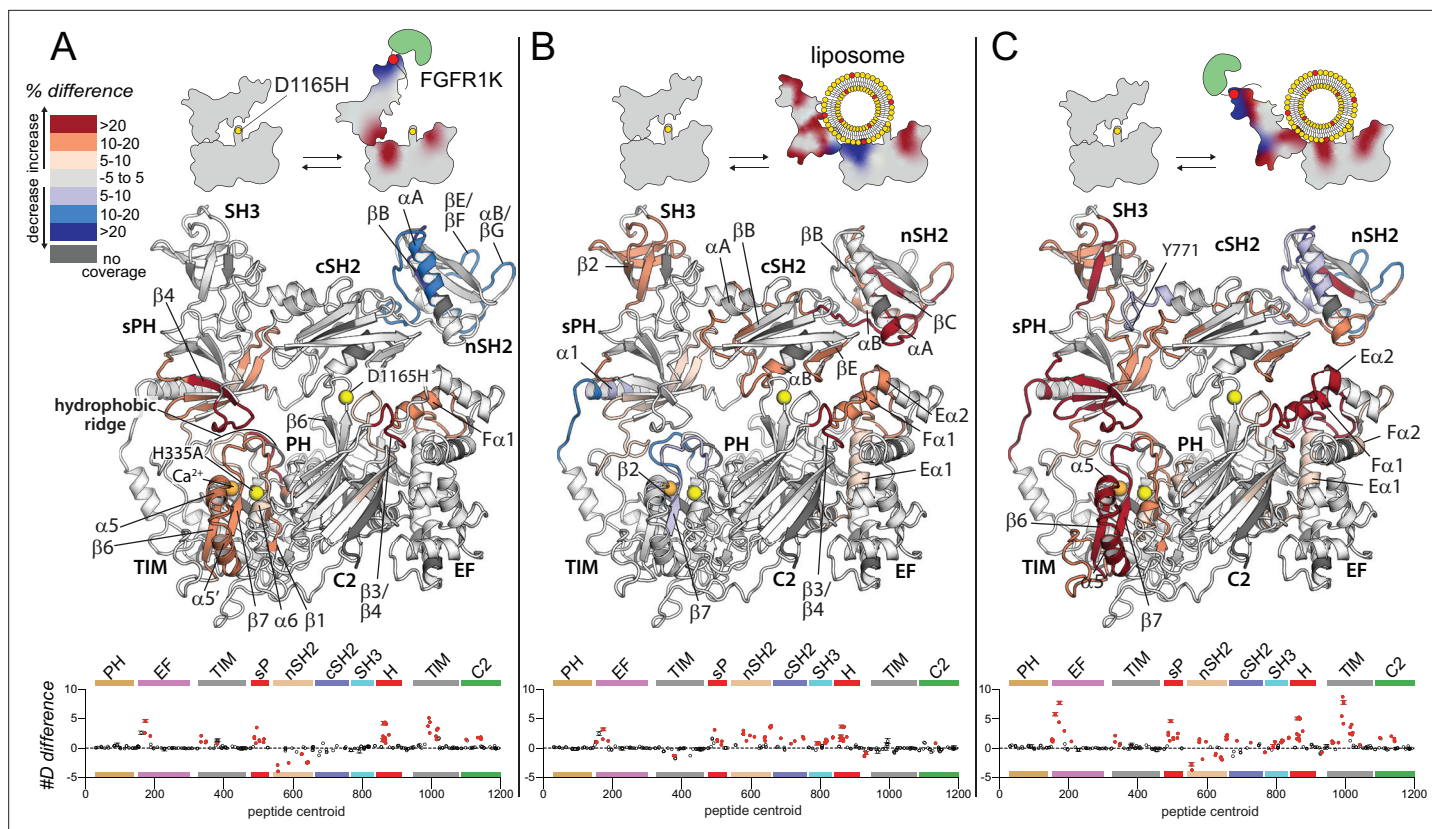 A
% difference
increase
decrease
>20
10-20
5-10
-5 to 5
5-10
10-20
>20
no
coverage
D1165H
FGFR1K
SH3
αA
βB
βE/
βF
αB/
βG
cSH2
nSH2
sPH
β4
D1165H
hydrophobic
ridge
β6
PH
Fα1
H335A
Ca²⁺
α5
β6
TIM
α5′
β7
α6
β1
C2
β3/
β4
EF
PH
EF
TIM
sP
nSH2
cSH2
SH3
H
TIM
C2
#D difference
10
5
0
-5
0
200
400
600
800
1000
1200
peptide centroid
B
liposome
SH3
β2
αA
βB
cSH2
βB
nSH2
βC
αB
αA
βE
αB
sPH
α1
Eα2
Fα1
Eα1
PH
β2
TIM
β7
C2
β3/
β4
EF
PH
EF
TIM
sP
nSH2
cSH2
SH3
H
TIM
C2
10
5
0
-5
0
200
400
600
800
1000
1200
peptide centroid
C
SH3
Y771
cSH2
nSH2
sPH
Eα2
Fα2
Fα1
Eα1
PH
α5
β6
TIM
α5′
β7
C2
EF
PH
EF
TIM
sP
nSH2
cSH2
SH3
H
TIM
C2
10
5
0
-5
0
200
400
600
800
1000
1200
peptide centroid